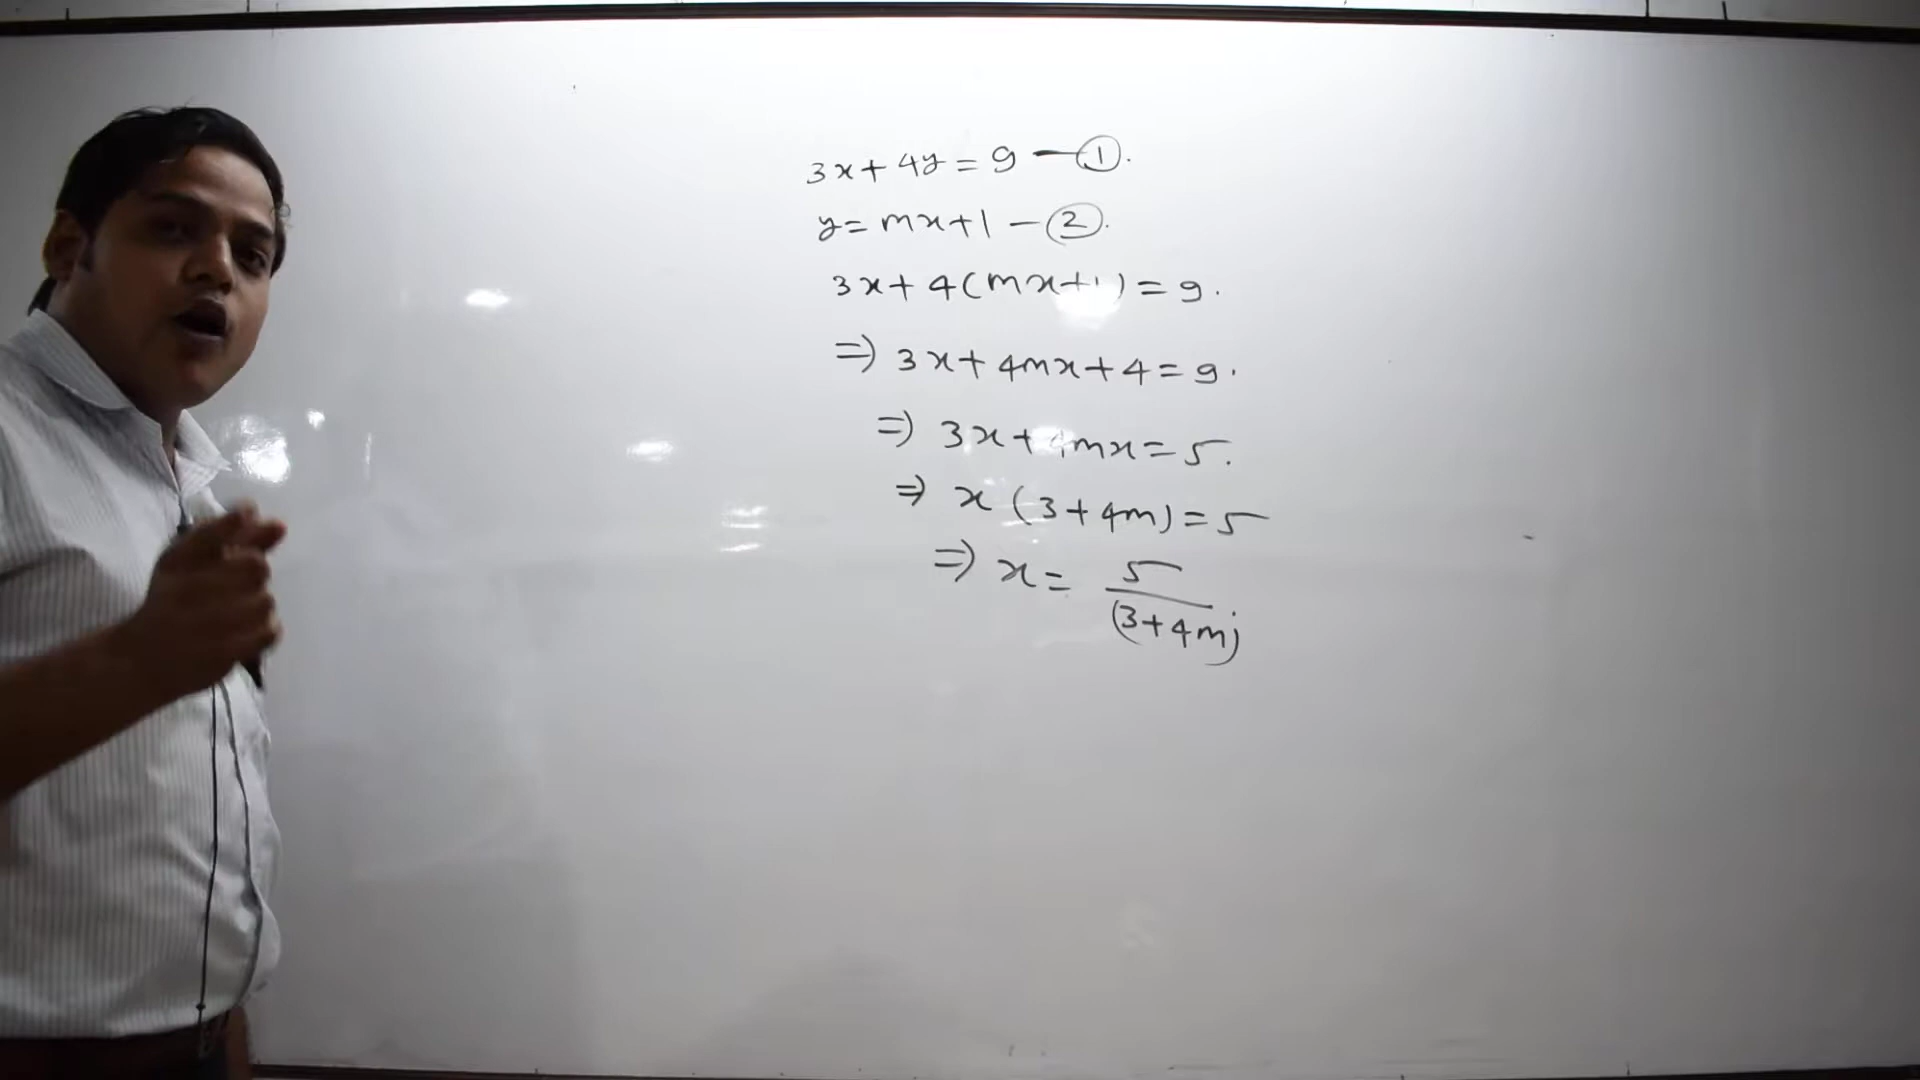 3x + 4y = 9 — ①.
y = mx + 1 — ②.
3x + 4(mx+1) = 9.
⇒ 3x + 4mx + 4 = 9.
⇒ 3x + 4mx = 5.
⇒ x (3 + 4m) = 5
⇒ x = 5/(3+4m)